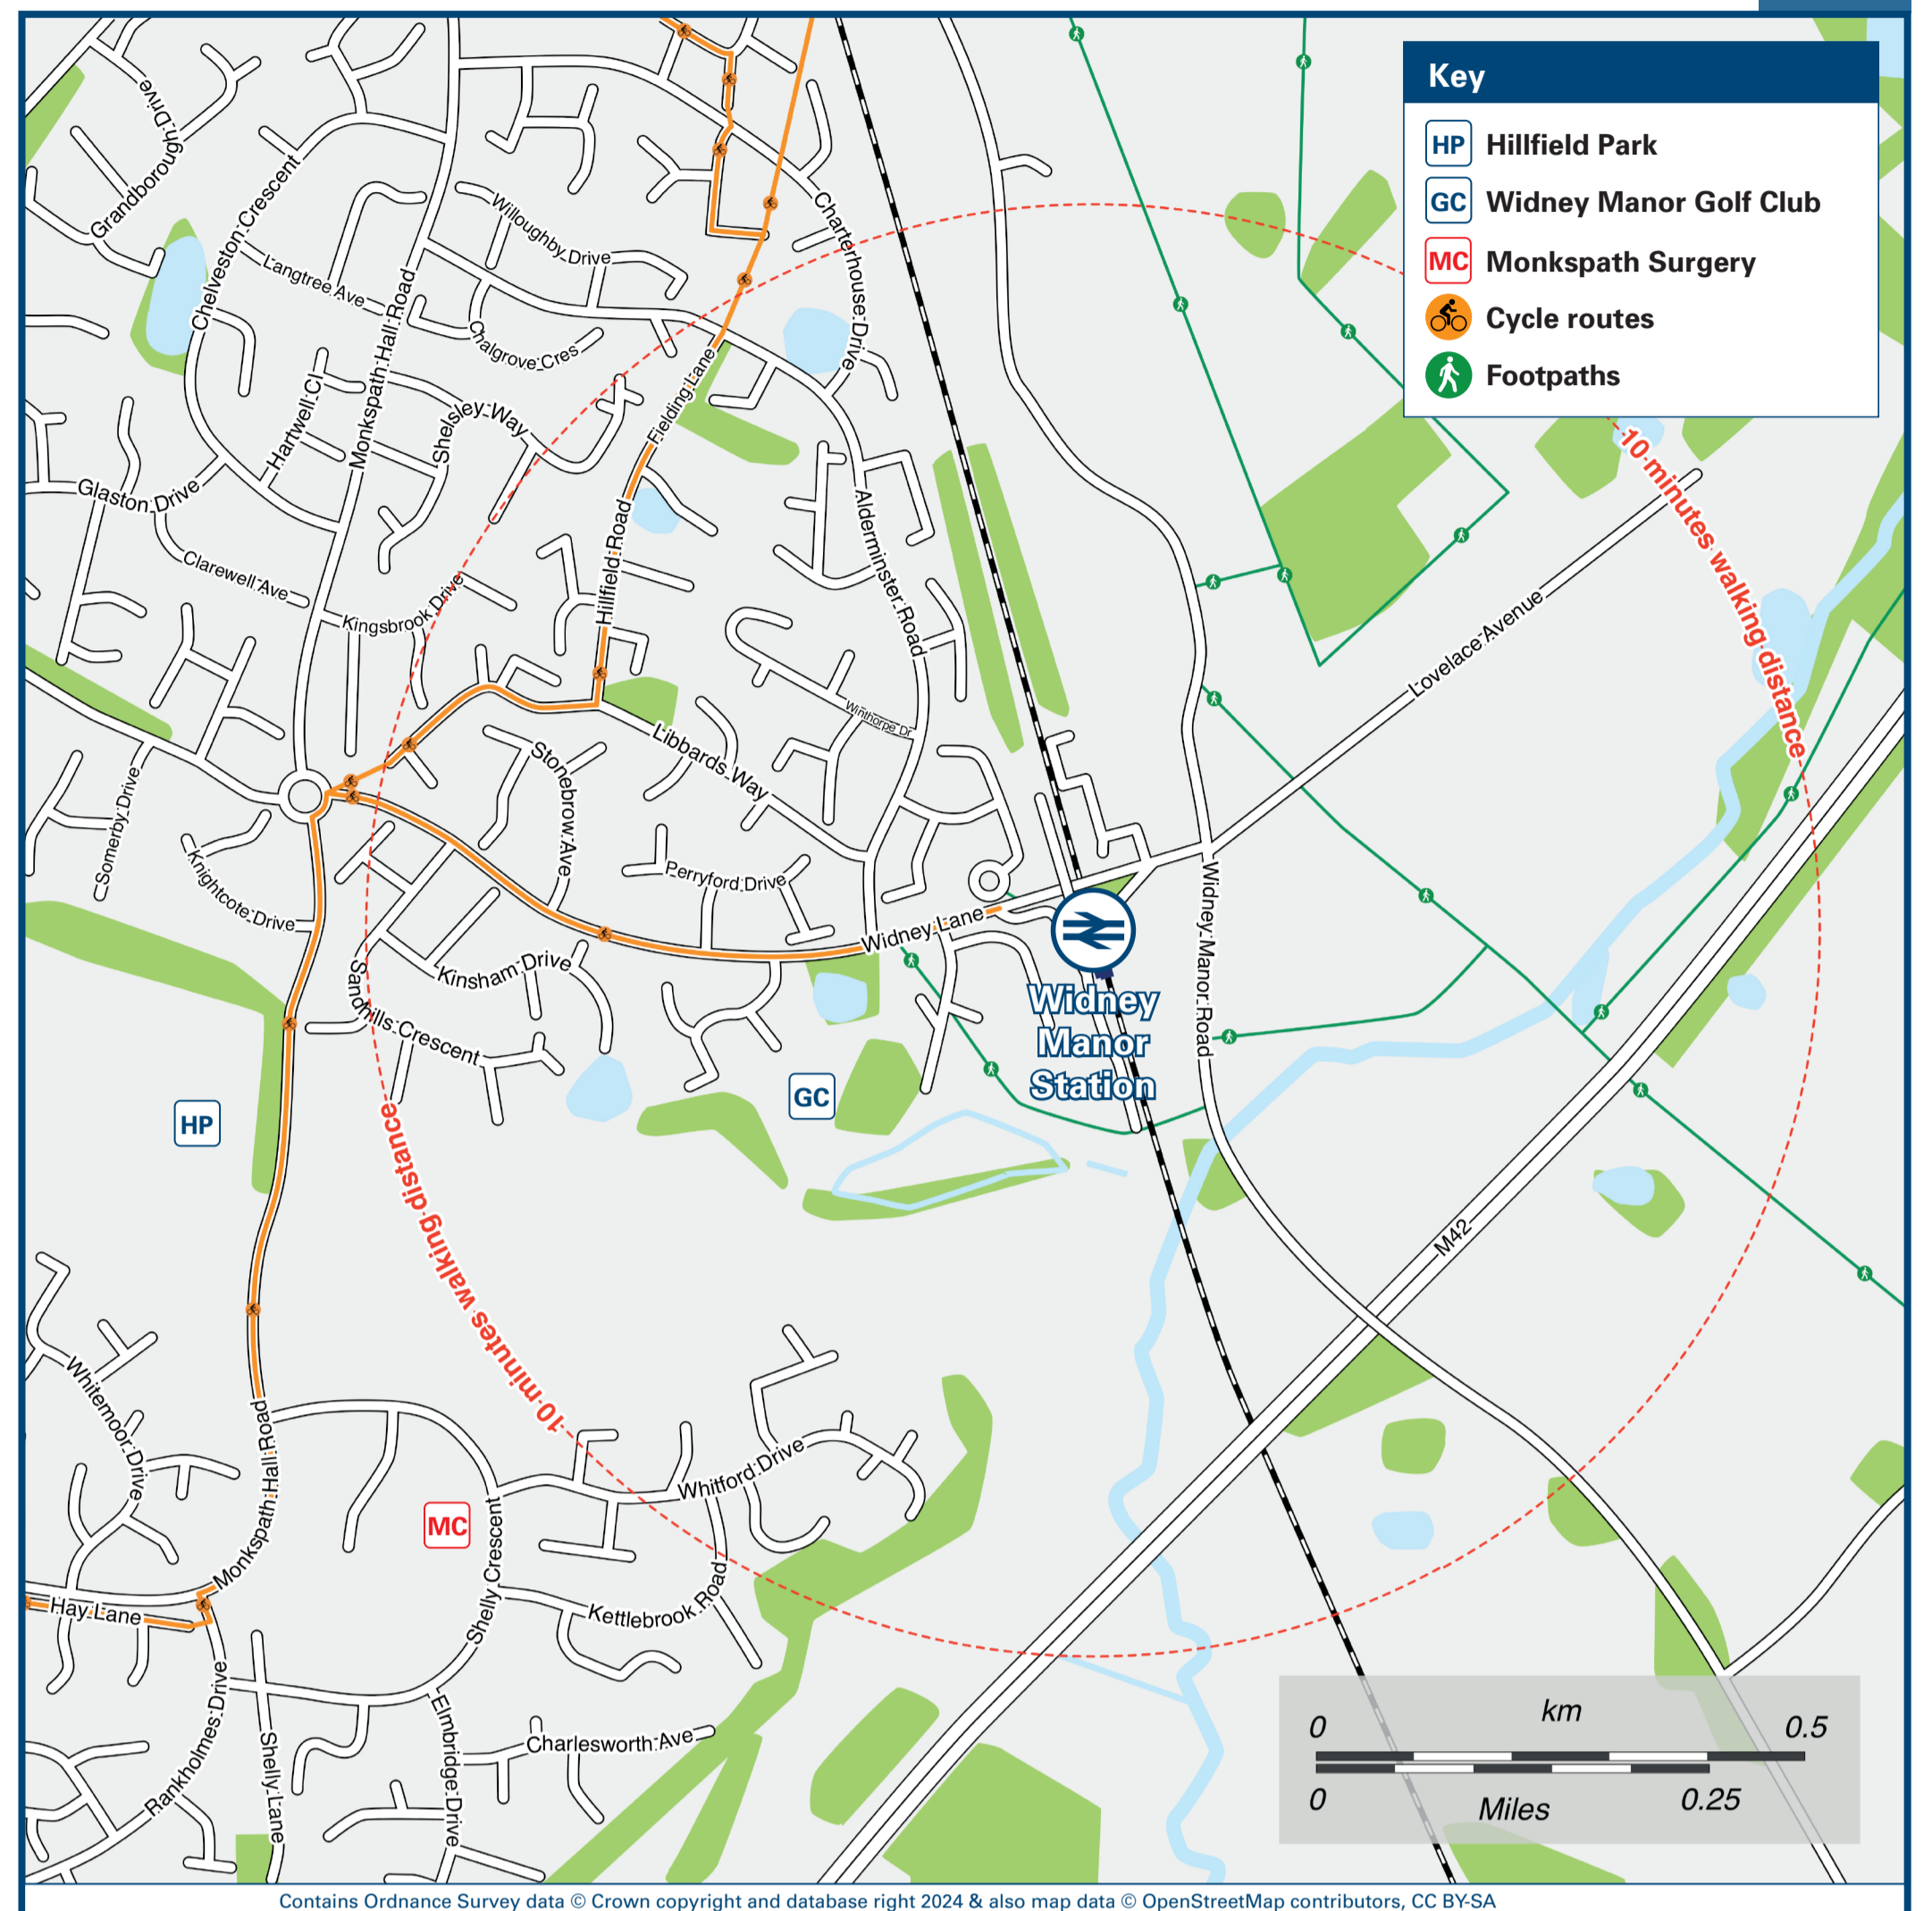 Key
HP Hillfield Park
GC Widney Manor Golf Club
MC Monkspath Surgery
Cycle routes
Footpaths
Grandborough Drive
Chelveston Crescent
Langtree Ave
Willoughby Drive
Charterhouse Drive
Chalgrove Cres
Monkspath Hall Road
Hartwell Cl
Shelsley Way
Fielding Lane
Glaston Drive
Clarewell Ave
Kingsbrook Drive
Hillfield Road
Alderminster Road
10 minutes walking distance
Lovelace Avenue
Winthorpe Dr
Libbards Way
Stonebrow Ave
Somerby Drive
Knightcote Drive
Perryford Drive
Widney Lane
Widney Manor Road
Kinsham Drive
Sandhills Crescent
Widney
Manor
Station
GC
HP
10 minutes walking distance
M42
Whitemoor Drive
Monkspath Hall Road
Whitford Drive
MC
Shelly Crescent
Kettlebrook Road
Hay Lane
Rankholmes Drive
Shelly Lane
Elmbridge Drive
Charlesworth Ave
km
0 0.5
0 0.25
Miles
Contains Ordnance Survey data © Crown copyright and database right 2024 & also map data © OpenStreetMap contributors, CC BY-SA